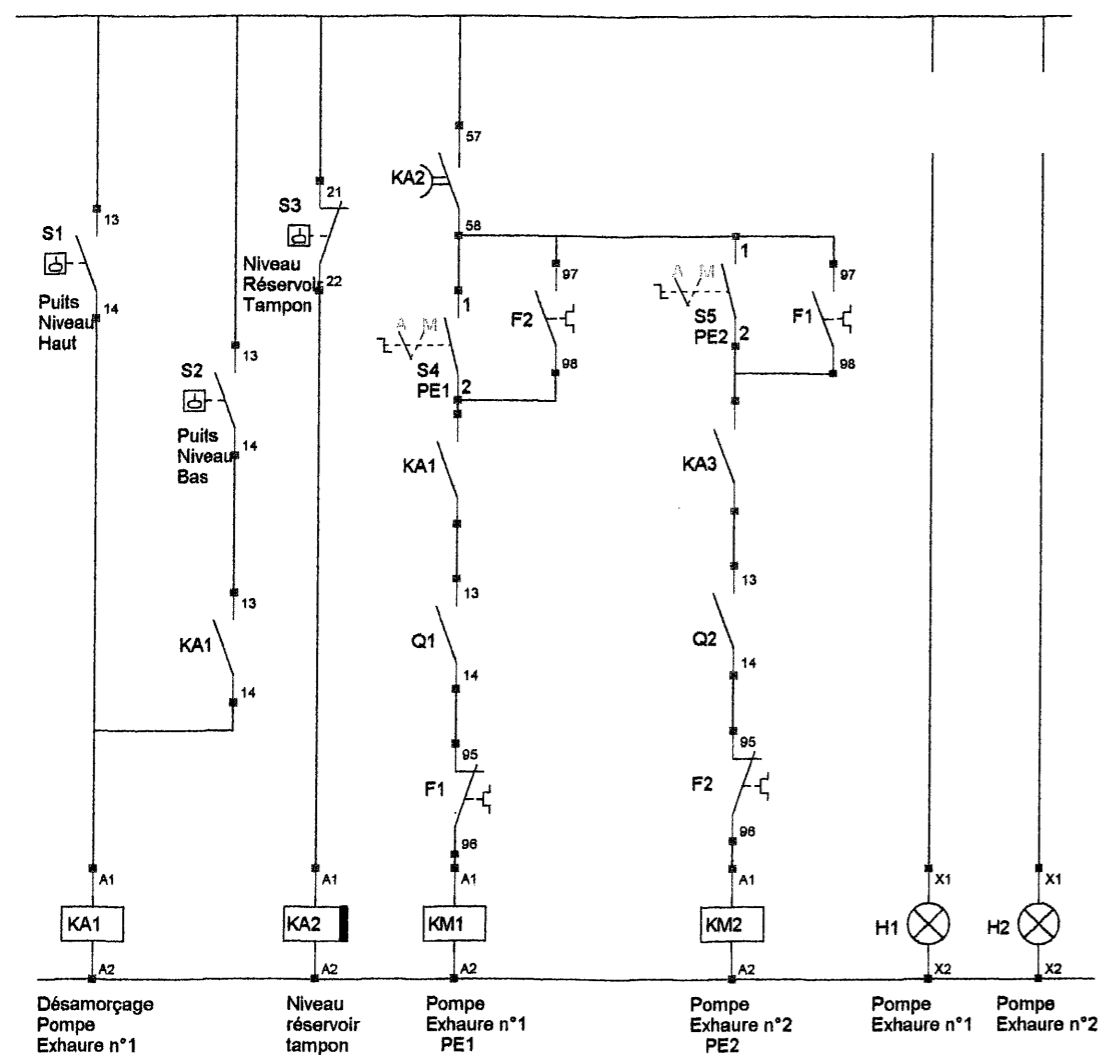 57
KA2
21
S3
13
S1
58
1
Niveau
Réservoir
Tampon
22
97
A M
97
Puits
Niveau
Haut
14
1
F2
S5
PE2
2
F1
A M
13
S2
S4
PE1
2
98
98
Puits
Niveau
Bas
14
KA1
KA3
13
13
13
KA1
Q1
Q2
14
14
14
95
95
F1
F2
96
96
A1
A1
A1
A1
X1
X1
KA1
KA2
KM1
KM2
H1
H2
A2
A2
A2
A2
X2
X2
Désamorçage
Pompe
Exhaure n°1
Niveau
réservoir
tampon
Pompe
Exhaure n°1
PE1
Pompe
Exhaure n°2
PE2
Pompe
Exhaure n°1
Pompe
Exhaure n°2